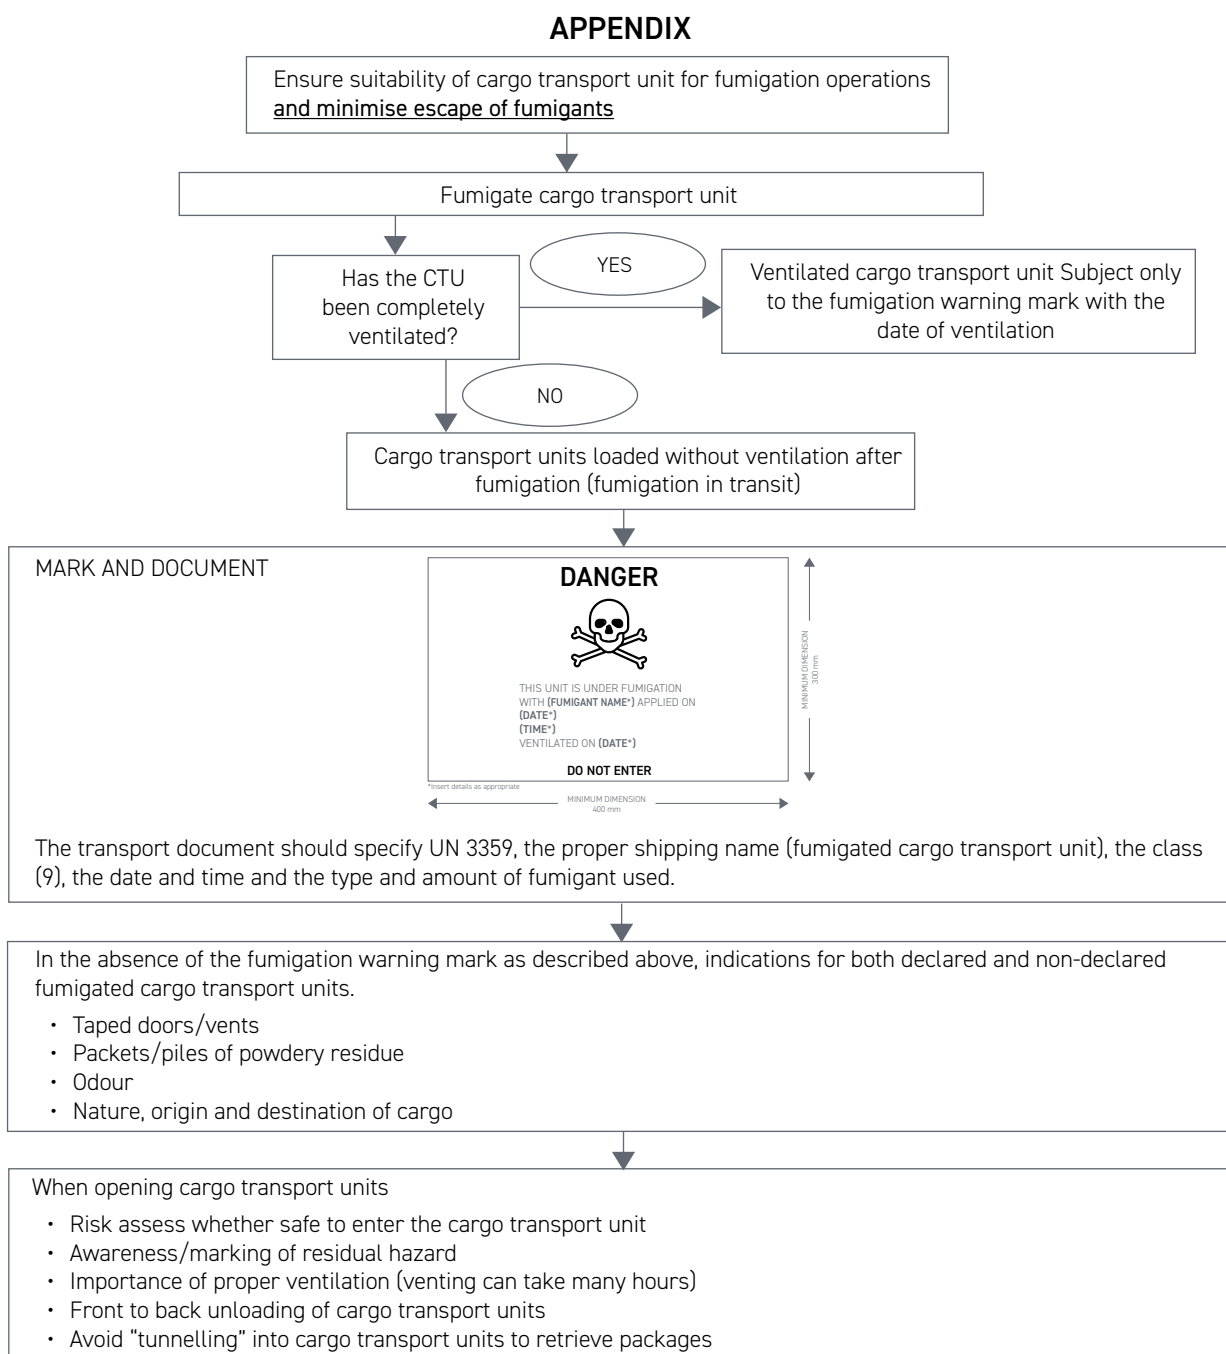 APPENDIX
Ensure suitability of cargo transport unit for fumigation operations
and minimise escape of fumigants
Fumigate cargo transport unit
Has the CTU
been completely
ventilated?
YES
Ventilated cargo transport unit Subject only
to the fumigation warning mark with the
date of ventilation
NO
Cargo transport units loaded without ventilation after
fumigation (fumigation in transit)
MARK AND DOCUMENT
DANGER
THIS UNIT IS UNDER FUMIGATION
WITH (FUMIGANT NAME*) APPLIED ON
(DATE*)
(TIME*)
VENTILATED ON (DATE*)
DO NOT ENTER
*Insert details as appropriate
MINIMUM DIMENSION
400 mm
MINIMUM DIMENSION
300 mm
The transport document should specify UN 3359, the proper shipping name (fumigated cargo transport unit), the class
(9), the date and time and the type and amount of fumigant used.
In the absence of the fumigation warning mark as described above, indications for both declared and non-declared
fumigated cargo transport units.
• Taped doors/vents
• Packets/piles of powdery residue
• Odour
• Nature, origin and destination of cargo
When opening cargo transport units
• Risk assess whether safe to enter the cargo transport unit
• Awareness/marking of residual hazard
• Importance of proper ventilation (venting can take many hours)
• Front to back unloading of cargo transport units
• Avoid “tunnelling” into cargo transport units to retrieve packages